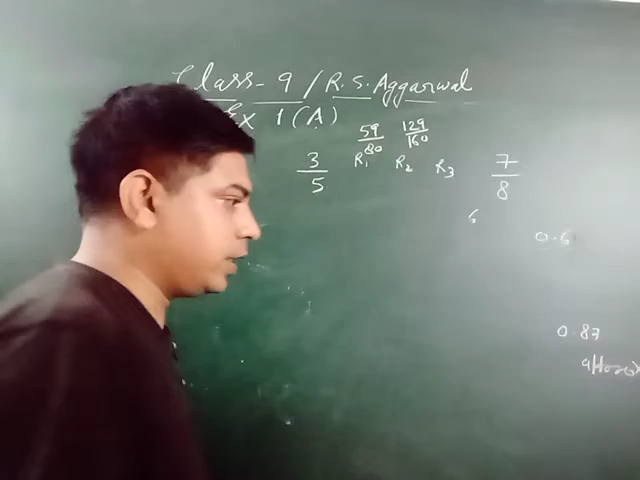 Class-9 / R.S. Aggarwal
Ex 1(A)
59/80 129/160
3/5 R1 R2 R3 7/8
0.6
0.87